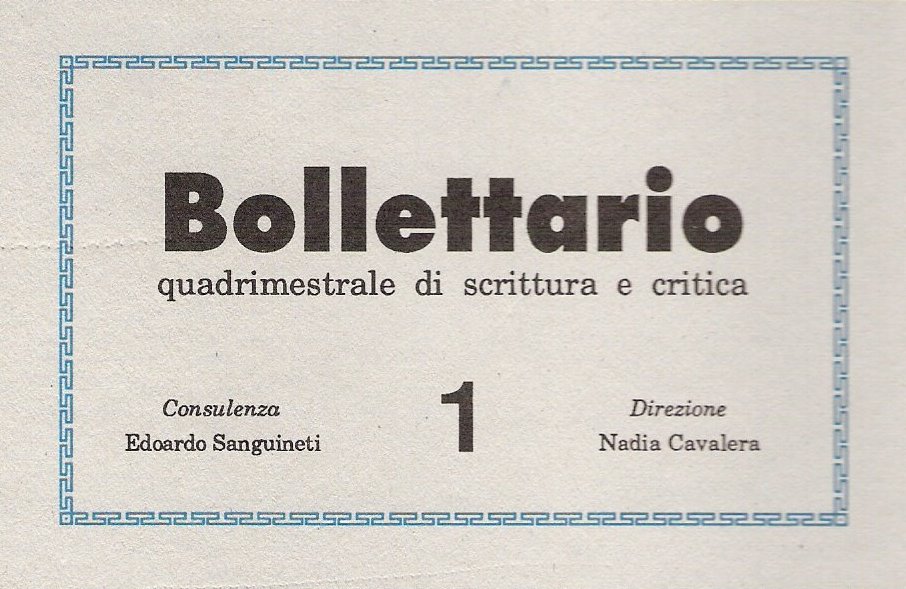 Bollettario
quadrimestrale di scrittura e critica
1
Consulenza
Edoardo Sanguineti
Direzione
Nadia Cavalera